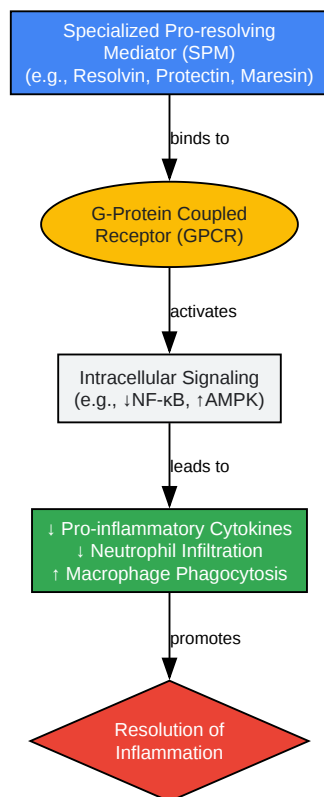 Specialized Pro-resolving
Mediator (SPM)
(e.g., Resolvin, Protectin, Maresin)
binds to
G-Protein Coupled
Receptor (GPCR)
activates
Intracellular Signaling
(e.g., ↓NF-κB, ↑AMPK)
leads to
↓ Pro-inflammatory Cytokines
↓ Neutrophil Infiltration
↑ Macrophage Phagocytosis
promotes
Resolution of
Inflammation